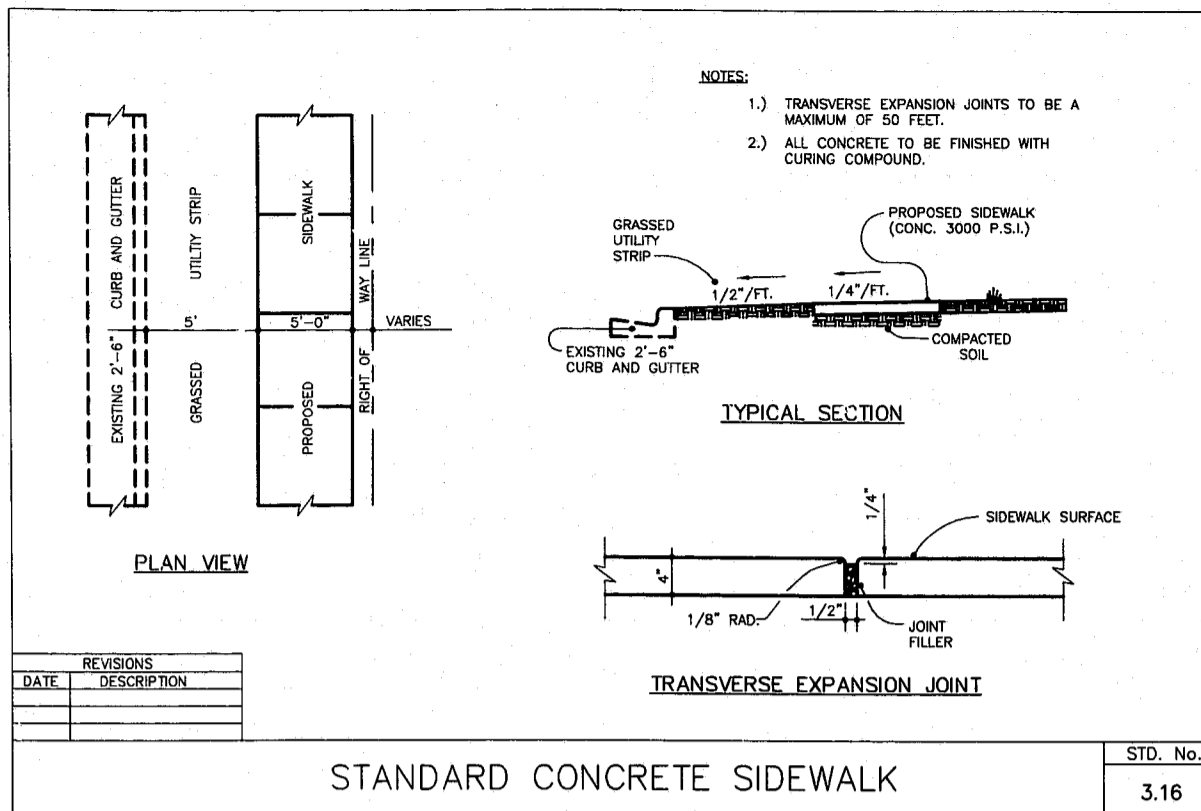 NOTES:
1.) TRANSVERSE EXPANSION JOINTS TO BE A
MAXIMUM OF 50 FEET.
2.) ALL CONCRETE TO BE FINISHED WITH
CURING COMPOUND.
EXISTING 2'-6" CURB AND GUTTER
GRASSED UTILITY STRIP
PROPOSED SIDEWALK
RIGHT OF WAY LINE
5'
5'-0"
VARIES
PLAN VIEW
GRASSED
UTILITY
STRIP
PROPOSED SIDEWALK
(CONC. 3000 P.S.I.)
1/2"/FT.
1/4"/FT.
EXISTING 2'-6"
CURB AND GUTTER
COMPACTED
SOIL
TYPICAL SECTION
1/4"
SIDEWALK SURFACE
4"
1/8" RAD.
1/2"
JOINT
FILLER
TRANSVERSE EXPANSION JOINT
REVISIONS
DATE DESCRIPTION
STANDARD CONCRETE SIDEWALK
STD. No.
3.16